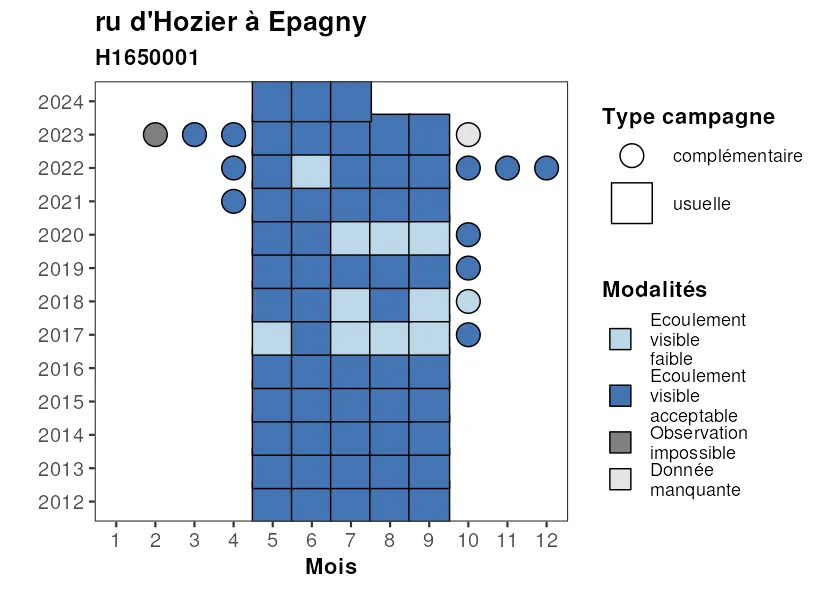 ru d'Hozier à Epagny
H1650001
2024
2023
2022
2021
2020
2019
2018
2017
2016
2015
2014
2013
2012
1 2 3 4 5 6 7 8 9 10 11 12
Mois
Type campagne
complémentaire
usuelle
Modalités
Ecoulement
visible
faible
Ecoulement
visible
acceptable
Observation
impossible
Donnée
manquante